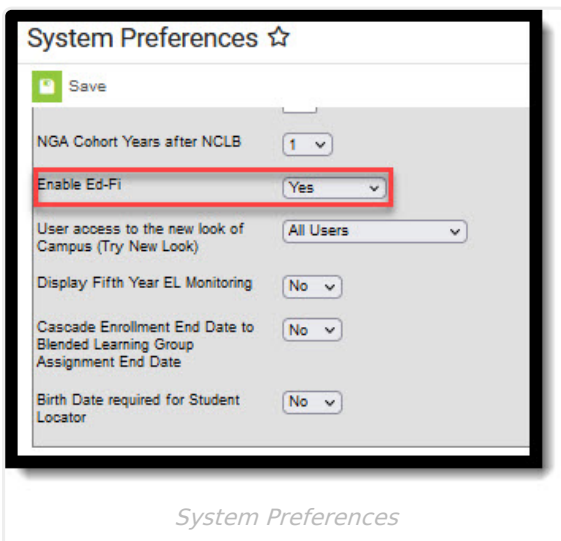 System Preferences ☆
Save
NGA Cohort Years after NCLB 1
Enable Ed-Fi Yes
User access to the new look of All Users
Campus (Try New Look)
Display Fifth Year EL Monitoring No
Cascade Enrollment End Date to No
Blended Learning Group
Assignment End Date
Birth Date required for Student No
Locator
System Preferences